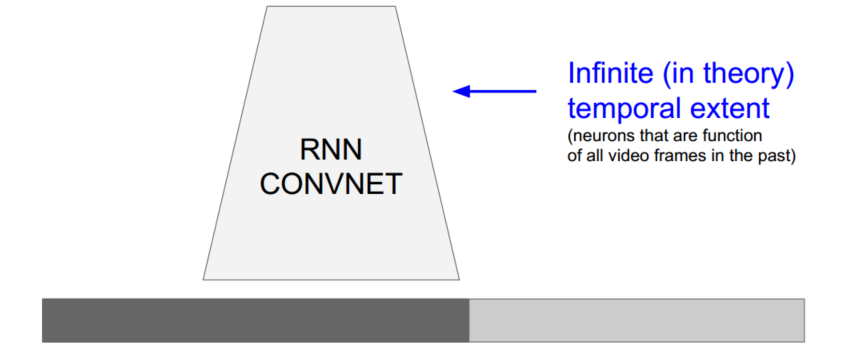 RNN
CONVNET
Infinite (in theory)
temporal extent
(neurons that are function
of all video frames in the past)